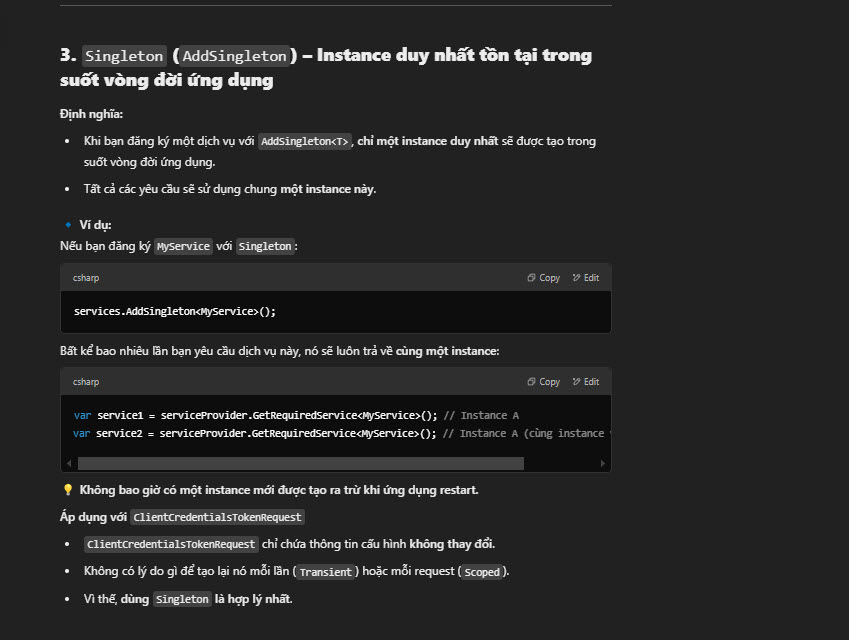 3. Singleton (AddSingleton) – Instance duy nhất tồn tại trong
suốt vòng đời ứng dụng
Định nghĩa:
• Khi bạn đăng ký một dịch vụ với AddSingleton<T>, chỉ một instance duy nhất sẽ được tạo trong
suốt vòng đời ứng dụng.
• Tất cả các yêu cầu sẽ sử dụng chung một instance này.
🔹 Ví dụ:
Nếu bạn đăng ký MyService với Singleton:
csharp Copy Edit
services.AddSingleton<MyService>();
Bất kể bao nhiêu lần bạn yêu cầu dịch vụ này, nó sẽ luôn trả về cùng một instance:
csharp Copy Edit
var service1 = serviceProvider.GetRequiredService<MyService>(); // Instance A
var service2 = serviceProvider.GetRequiredService<MyService>(); // Instance A (cùng instance
💡 Không bao giờ có một instance mới được tạo ra trừ khi ứng dụng restart.
Áp dụng với ClientCredentialsTokenRequest
• ClientCredentialsTokenRequest chỉ chứa thông tin cấu hình không thay đổi.
• Không có lý do gì để tạo lại nó mỗi lần (Transient) hoặc mỗi request (Scoped).
• Vì thế, dùng Singleton là hợp lý nhất.